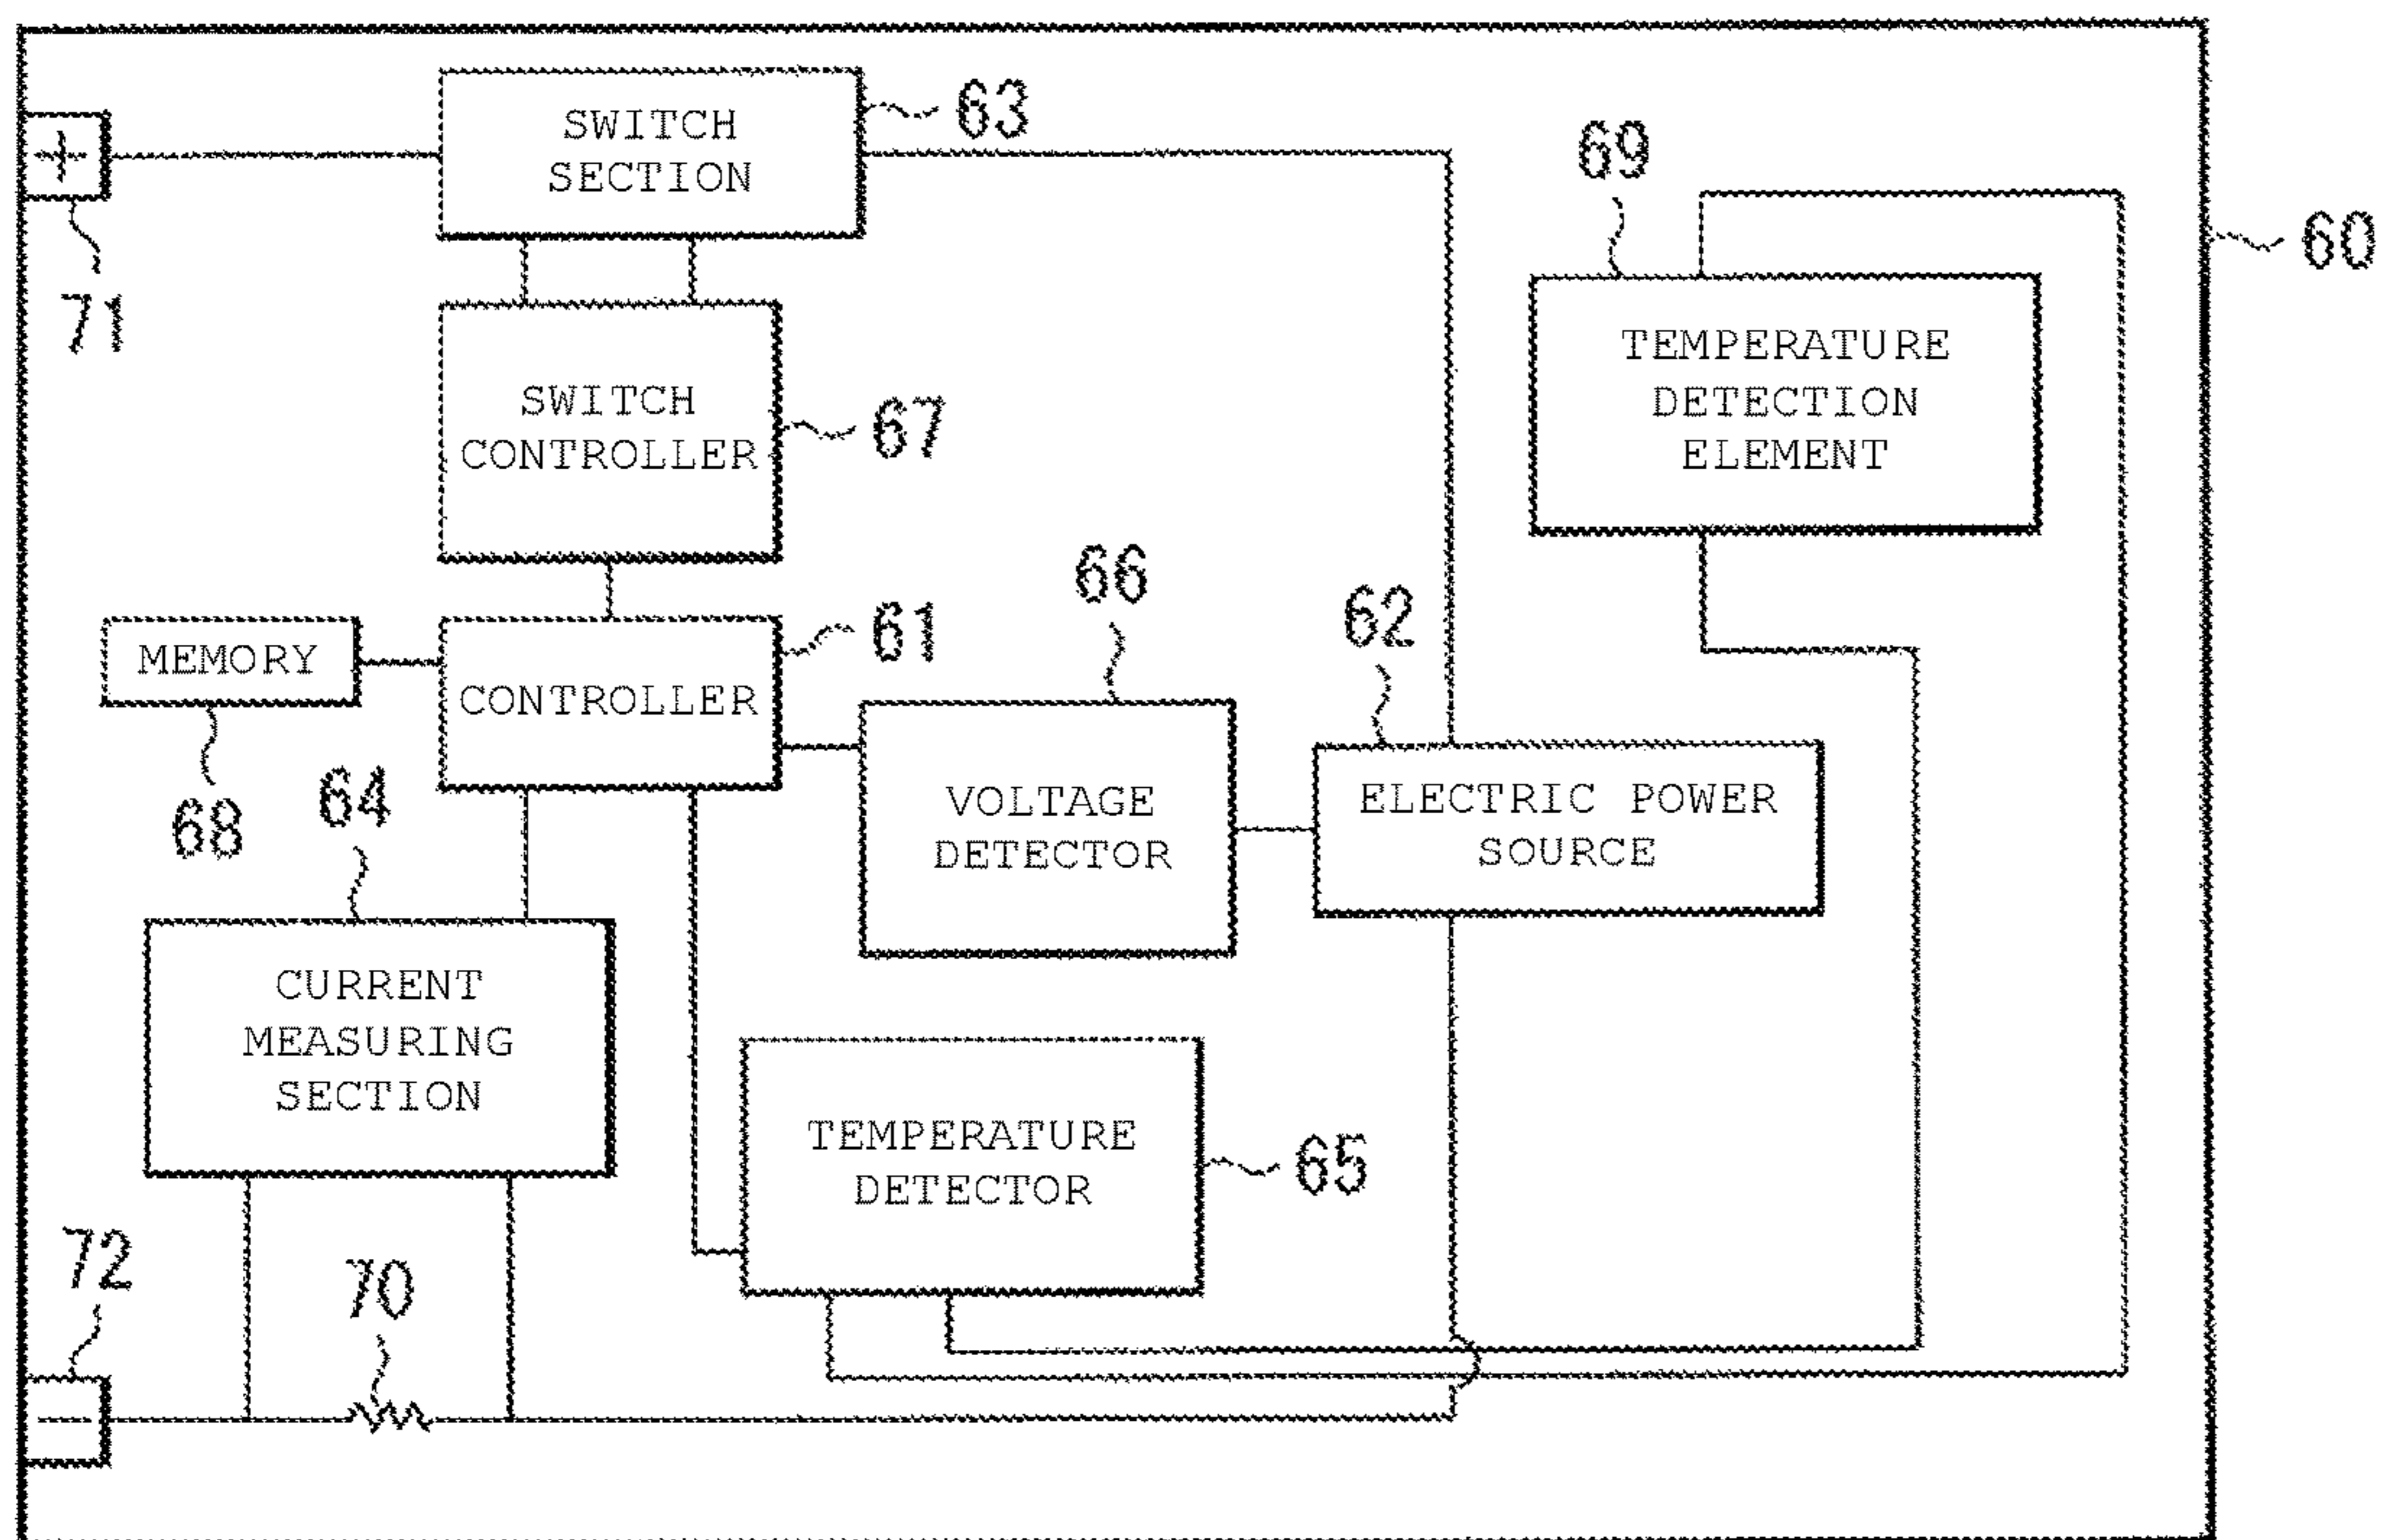 SWITCH
SECTION
63
+
71
69
60
TEMPERATURE
DETECTION
ELEMENT
SWITCH
CONTROLLER
67
66
62
61
MEMORY
68
CONTROLLER
64
VOLTAGE
DETECTOR
ELECTRIC POWER
SOURCE
CURRENT
MEASURING
SECTION
TEMPERATURE
DETECTOR
65
72
70
−